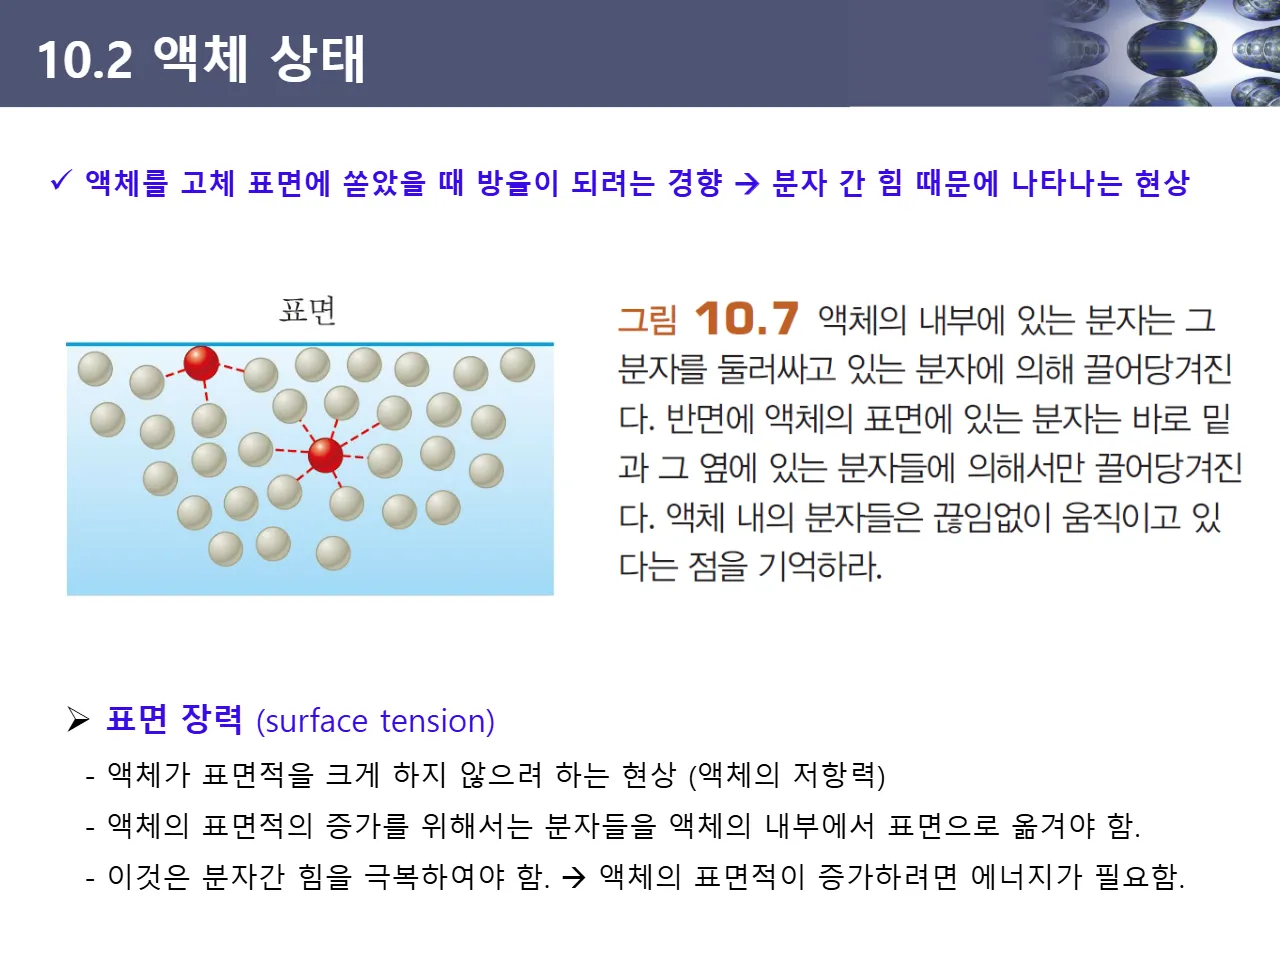 10.2 액체 상태
✓ 액체를 고체 표면에 쏟았을 때 방울이 되려는 경향 → 분자 간 힘 때문에 나타나는 현상
표면
그림 10.7 액체의 내부에 있는 분자는 그
분자를 둘러싸고 있는 분자에 의해 끌어당겨진
다. 반면에 액체의 표면에 있는 분자는 바로 밑
과 그 옆에 있는 분자들에 의해서만 끌어당겨진
다. 액체 내의 분자들은 끊임없이 움직이고 있
다는 점을 기억하라.
➢ 표면 장력 (surface tension)
- 액체가 표면적을 크게 하지 않으려 하는 현상 (액체의 저항력)
- 액체의 표면적의 증가를 위해서는 분자들을 액체의 내부에서 표면으로 옮겨야 함.
- 이것은 분자간 힘을 극복하여야 함. → 액체의 표면적이 증가하려면 에너지가 필요함.